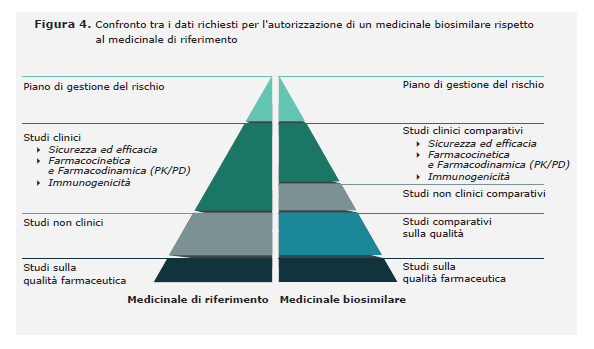 Figura 4. Confronto tra i dati richiesti per l'autorizzazione di un medicinale biosimilare rispetto
al medicinale di riferimento
Piano di gestione del rischio
Studi clinici
Sicurezza ed efficacia
Farmacocinetica
e Farmacodinamica (PK/PD)
Immunogenicità
Studi non clinici
Studi sulla
qualità farmaceutica
Piano di gestione del rischio
Studi clinici comparativi
Sicurezza ed efficacia
Farmacocinetica
e Farmacodinamica (PK/PD)
Immunogenicità
Studi non clinici comparativi
Studi comparativi
sulla qualità
Studi sulla
qualità farmaceutica
Medicinale di riferimento
Medicinale biosimilare